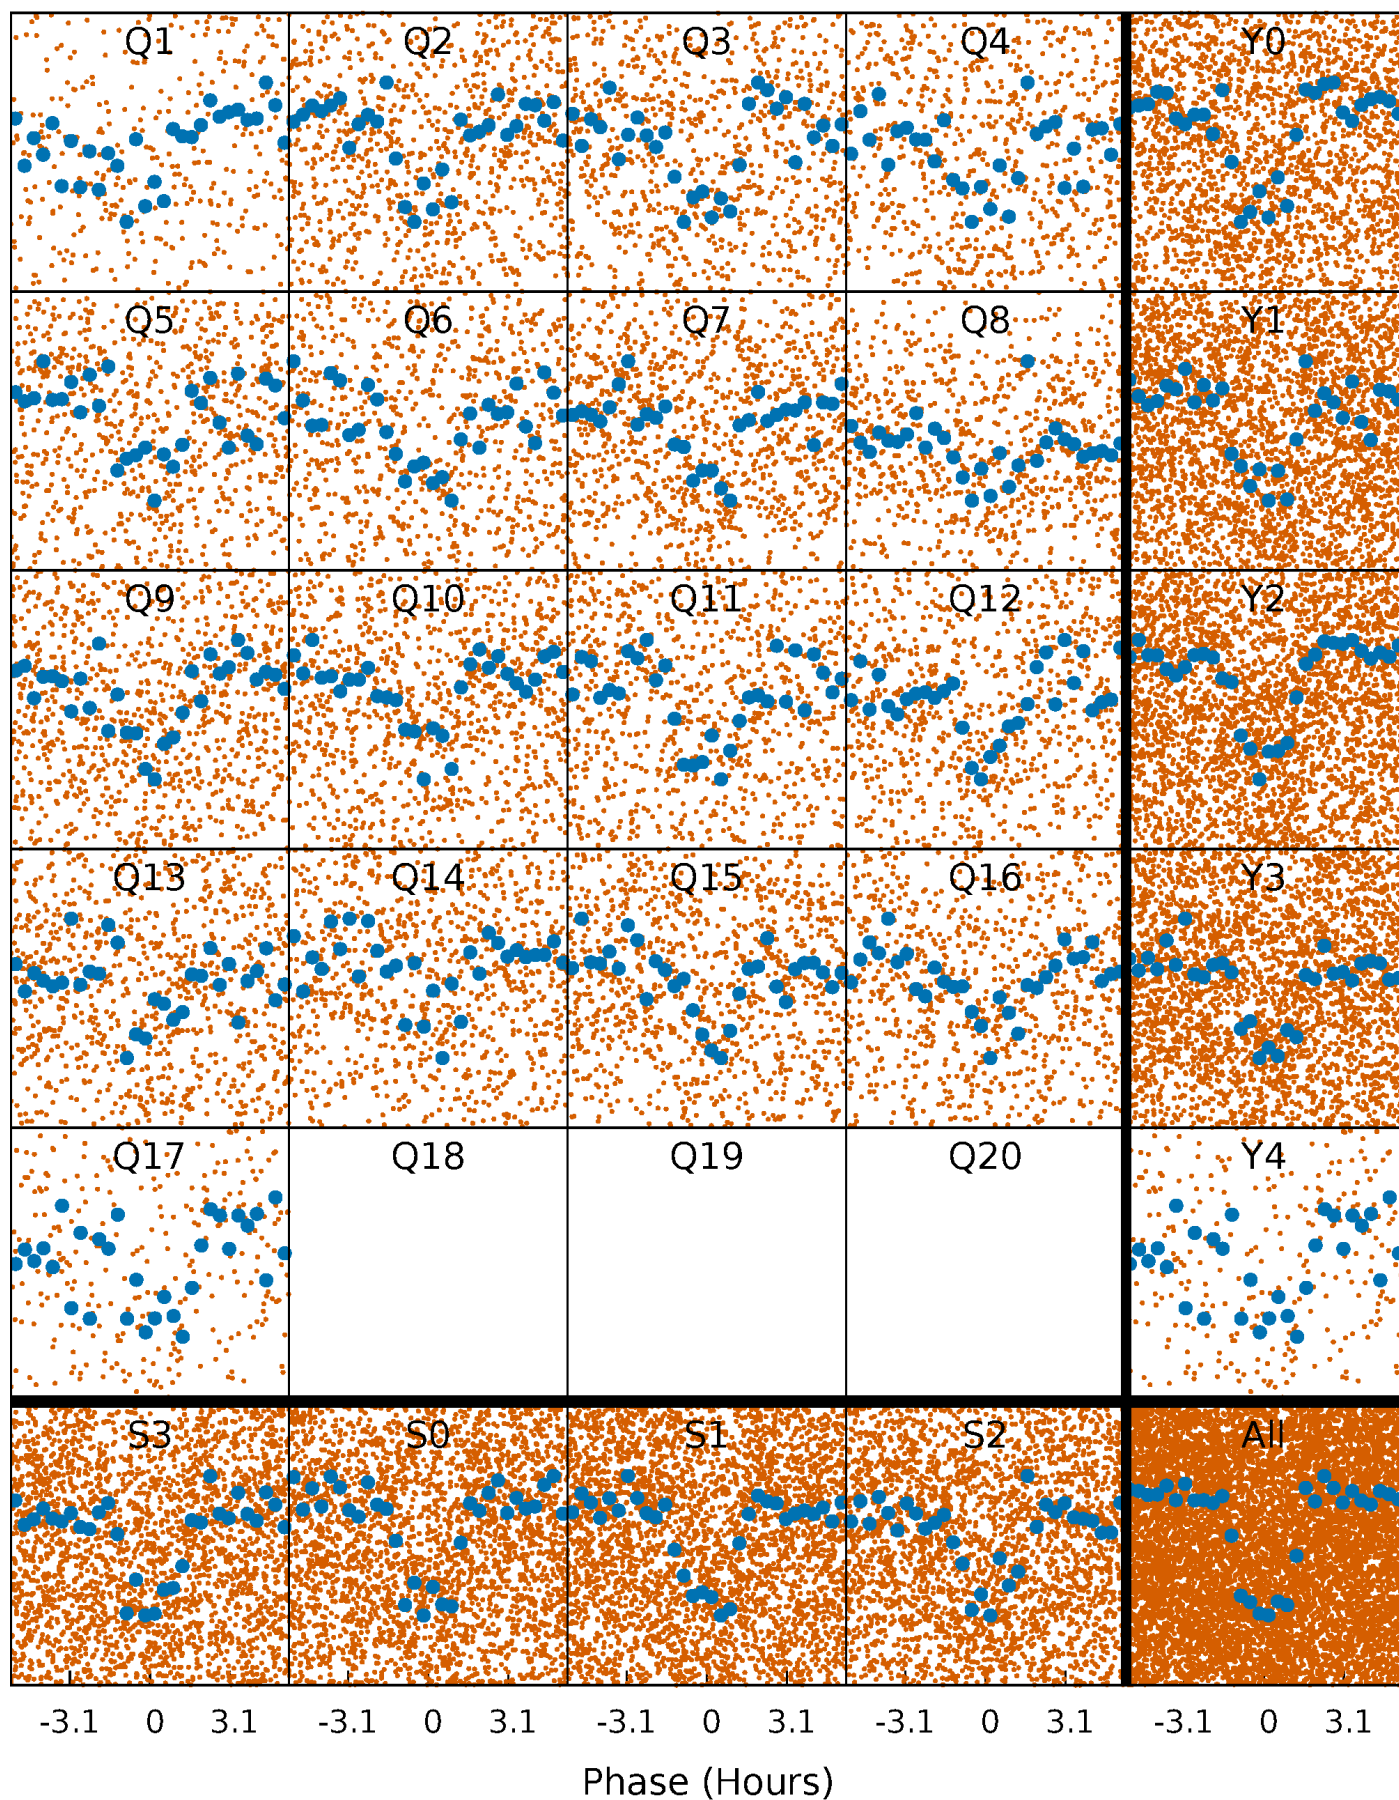 Q1 Q2 Q3 Q4 Y0
Q5 Q6 Q7 Q8 Y1
Q9 Q10 Q11 Q12 Y2
Q13 Q14 Q15 Q16 Y3
Q17 Q18 Q19 Q20 Y4
S3 S0 S1 S2 All
-3.1 0 3.1 -3.1 0 3.1 -3.1 0 3.1 -3.1 0 3.1 -3.1 0 3.1
Phase (Hours)